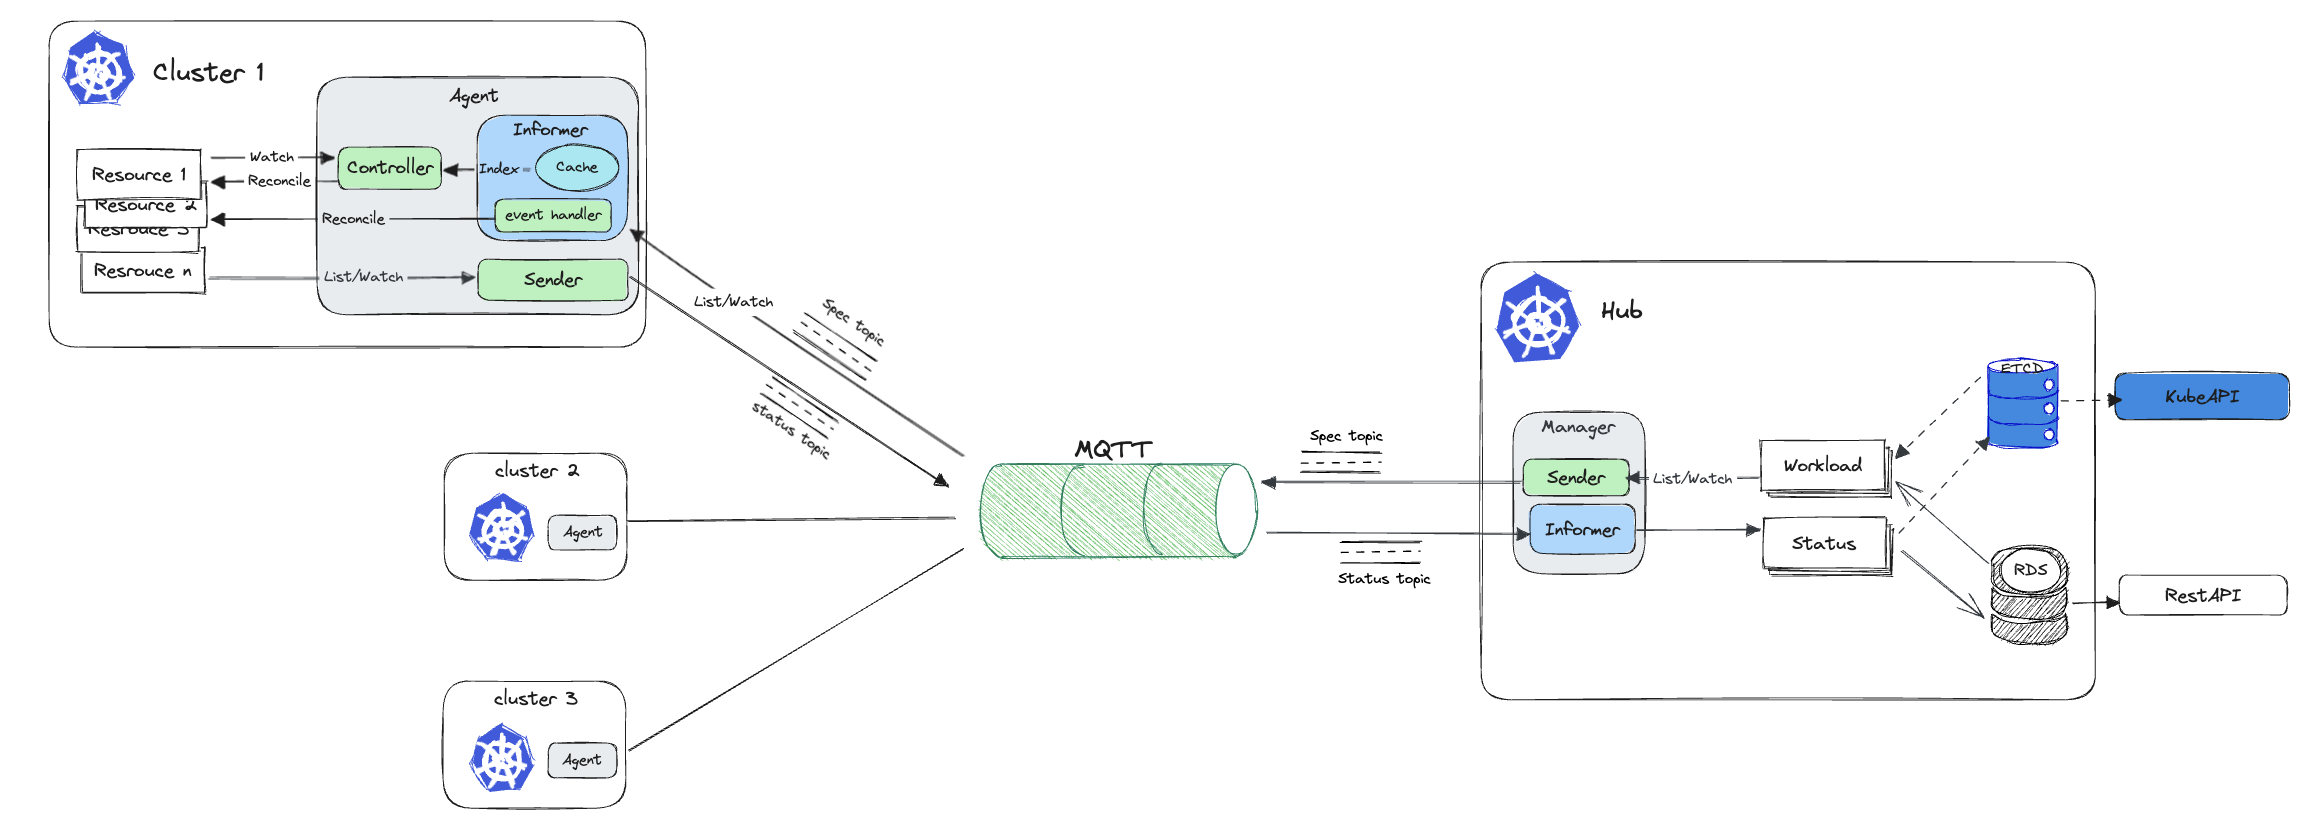 Cluster 1
Agent
Informer
Watch
Controller
Index
Cache
Resource 1
Reconcile
Resource 2
Reconcile
event handler
Resrouce 3
Resrouce n
List/Watch
Sender
List/Watch
Spec topic
status topic
Hub
ETCD
KubeAPI
Manager
Spec topic
MQTT
Workload
Sender
List/Watch
cluster 2
Agent
Informer
Status
Status topic
RDS
RestAPI
cluster 3
Agent